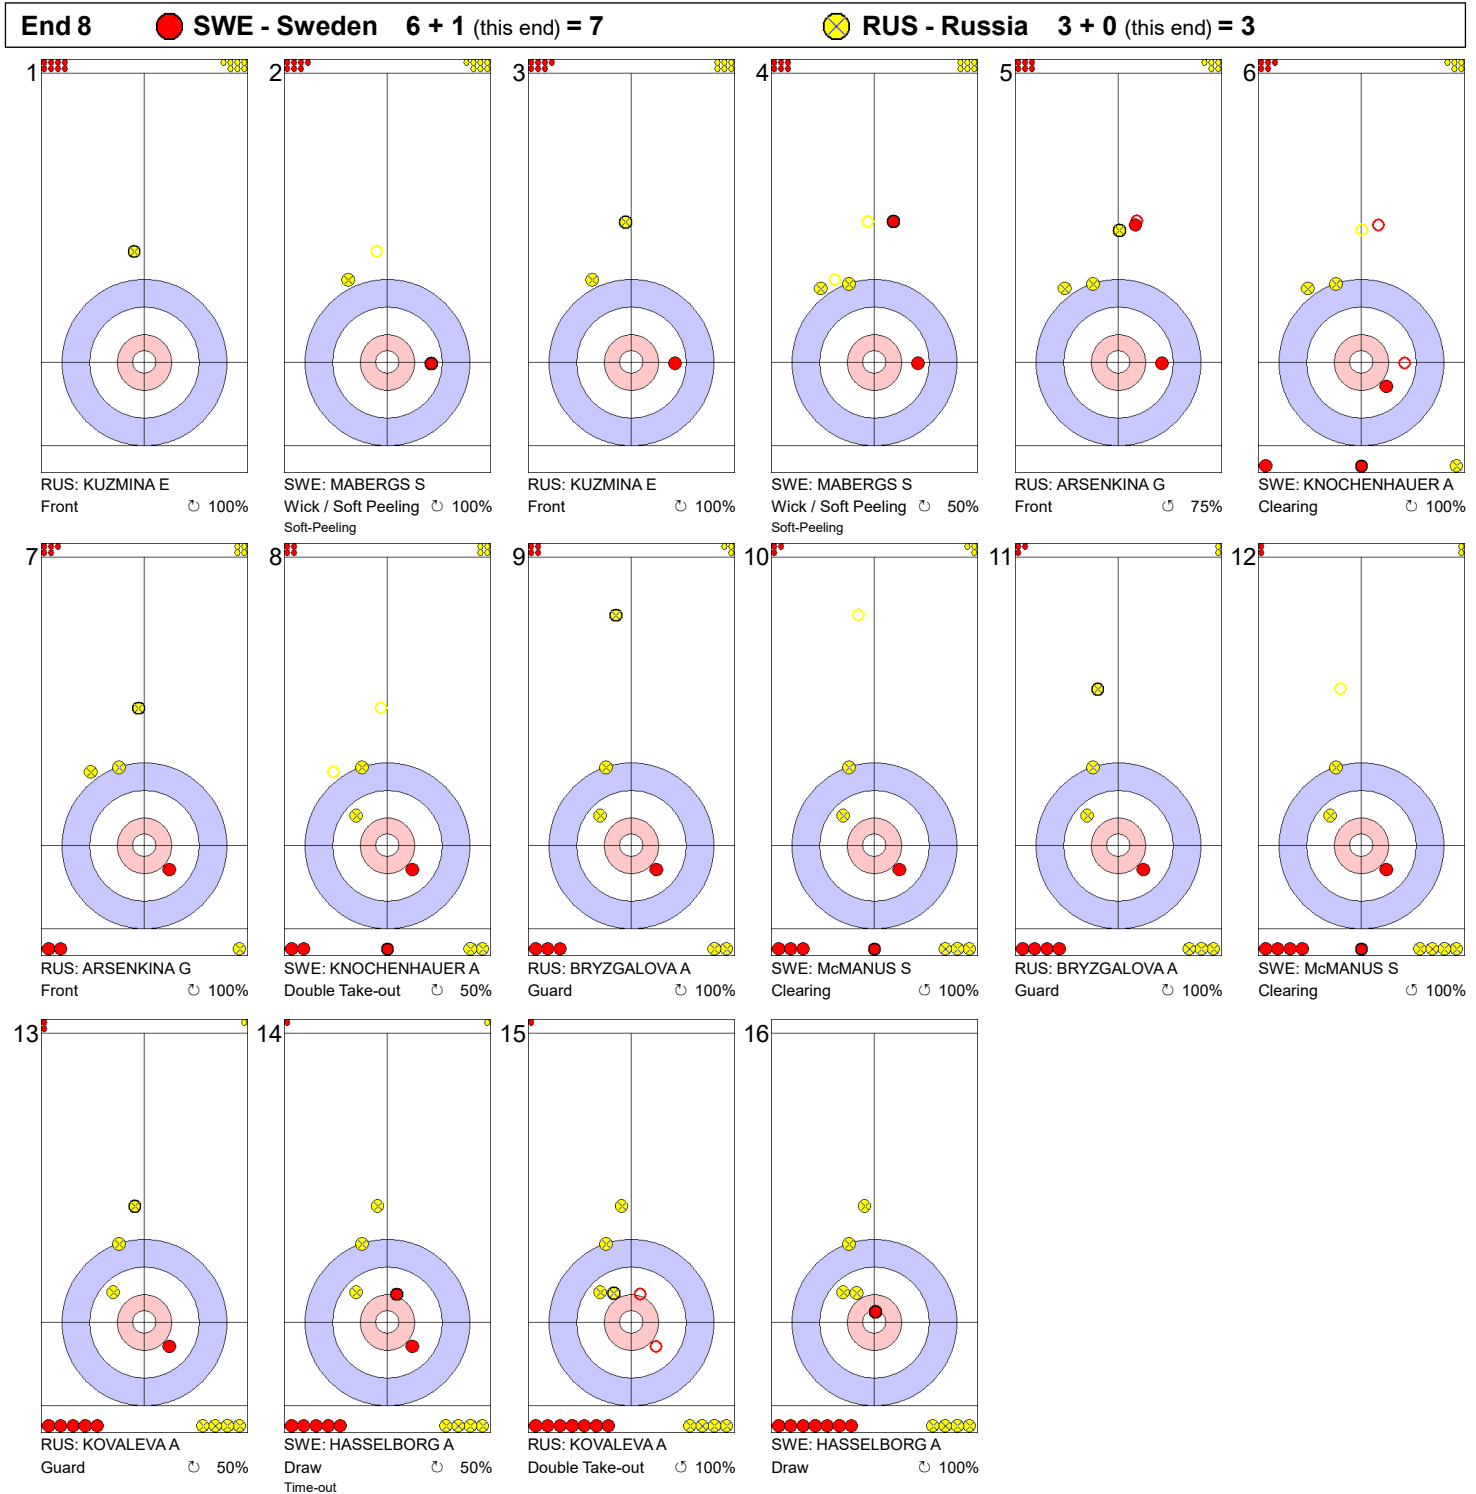 End 8 SWE - Sweden 6 + 1 (this end) = 7 RUS - Russia 3 + 0 (this end) = 3
1 2 3 4 5 6
RUS: KUZMINA E SWE: MABERGS S RUS: KUZMINA E SWE: MABERGS S RUS: ARSENKINA G SWE: KNOCHENHAUER A
Front ↻ 100% Wick / Soft Peeling ↻ 100% Front ↻ 100% Wick / Soft Peeling ↻ 50% Front ↺ 75% Clearing ↻ 100%
Soft-Peeling Soft-Peeling
7 8 9 10 11 12
RUS: ARSENKINA G SWE: KNOCHENHAUER A RUS: BRYZGALOVA A SWE: McMANUS S RUS: BRYZGALOVA A SWE: McMANUS S
Front ↻ 100% Double Take-out ↻ 50% Guard ↻ 100% Clearing ↺ 100% Guard ↻ 100% Clearing ↺ 100%
13 14 15 16
RUS: KOVALEVA A SWE: HASSELBORG A RUS: KOVALEVA A SWE: HASSELBORG A
Guard ↻ 50% Draw ↻ 50% Double Take-out ↺ 100% Draw ↻ 100%
Time-out